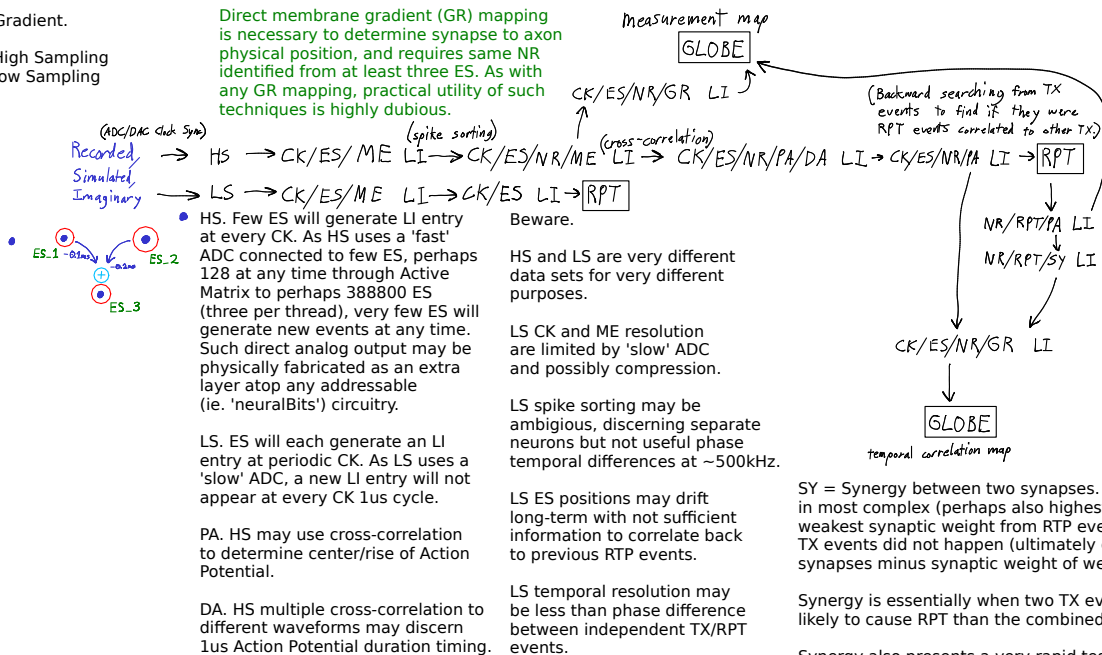 Gradient.
High Sampling
Low Sampling
Direct membrane gradient (GR) mapping
is necessary to determine synapse to axon
physical position, and requires same NR
identified from at least three ES. As with
any GR mapping, practical utility of such
techniques is highly dubious.
measurement map
GLOBE
CK/ES/NR/GR LI
(Backward searching from TX
events to find if they were
RPT events correlated to other TX.)
(ADC/DAC Clock Sync)
(spike sorting)
(cross-correlation)
Recorded,
Simulated,
Imaginary
HS
CK/ES/ME LI
CK/ES/NR/ME LI
CK/ES/NR/PA/DA LI
CK/ES/NR/PA LI
RPT
LS
CK/ES/ME LI
CK/ES LI
RPT
NR/RPT/PA LI
NR/RPT/SY LI
CK/ES/NR/GR LI
GLOBE
temporal correlation map
ES_1
-0.1ms
-0.2ms
ES_2
ES_3
HS. Few ES will generate LI entry
at every CK. As HS uses a 'fast'
ADC connected to few ES, perhaps
128 at any time through Active
Matrix to perhaps 388800 ES
(three per thread), very few ES will
generate new events at any time.
Such direct analog output may be
physically fabricated as an extra
layer atop any addressable
(ie. 'neuralBits') circuitry.
LS. ES will each generate an LI
entry at periodic CK. As LS uses a
'slow' ADC, a new LI entry will not
appear at every CK 1us cycle.
PA. HS may use cross-correlation
to determine center/rise of Action
Potential.
DA. HS multiple cross-correlation to
different waveforms may discern
1us Action Potential duration timing.
Beware.
HS and LS are very different
data sets for very different
purposes.
LS CK and ME resolution
are limited by 'slow' ADC
and possibly compression.
LS spike sorting may be
ambigious, discerning separate
neurons but not useful phase
temporal differences at ~500kHz.
LS ES positions may drift
long-term with not sufficient
information to correlate back
to previous RTP events.
LS temporal resolution may
be less than phase difference
between independent TX/RPT
events.
SY = Synergy between two synapses.
in most complex (perhaps also highes
weakest synaptic weight from RTP eve
TX events did not happen (ultimately
synapses minus synaptic weight of we
Synergy is essentially when two TX ev
likely to cause RPT than the combined
Synergy also presents a very rapid